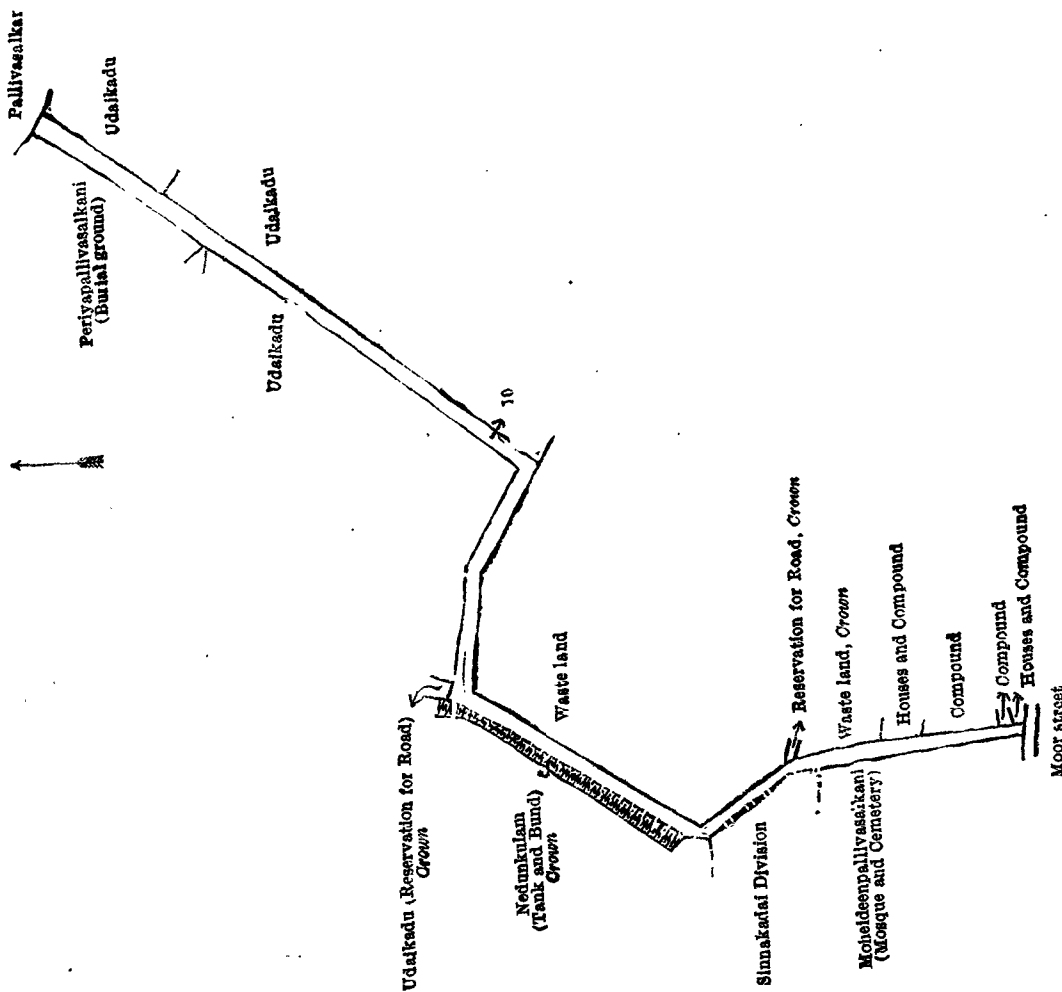 Pallivasalkar
Udaikadu
Periyapallivasalkani
(Burial ground)
Udaikadu
Udaikadu
10
Udaikadu (Reservation for Road)
Crown
Waste land
Nedunkulam
(Tank and Bund)
Crown
Reservation for Road, Crown
Sinnakadai Division
Waste land, Crown
Houses and Compound
Moheideenpallivasalkani
(Mosque and Cemetery)
Compound
Compound
Houses and Compound
Moor street